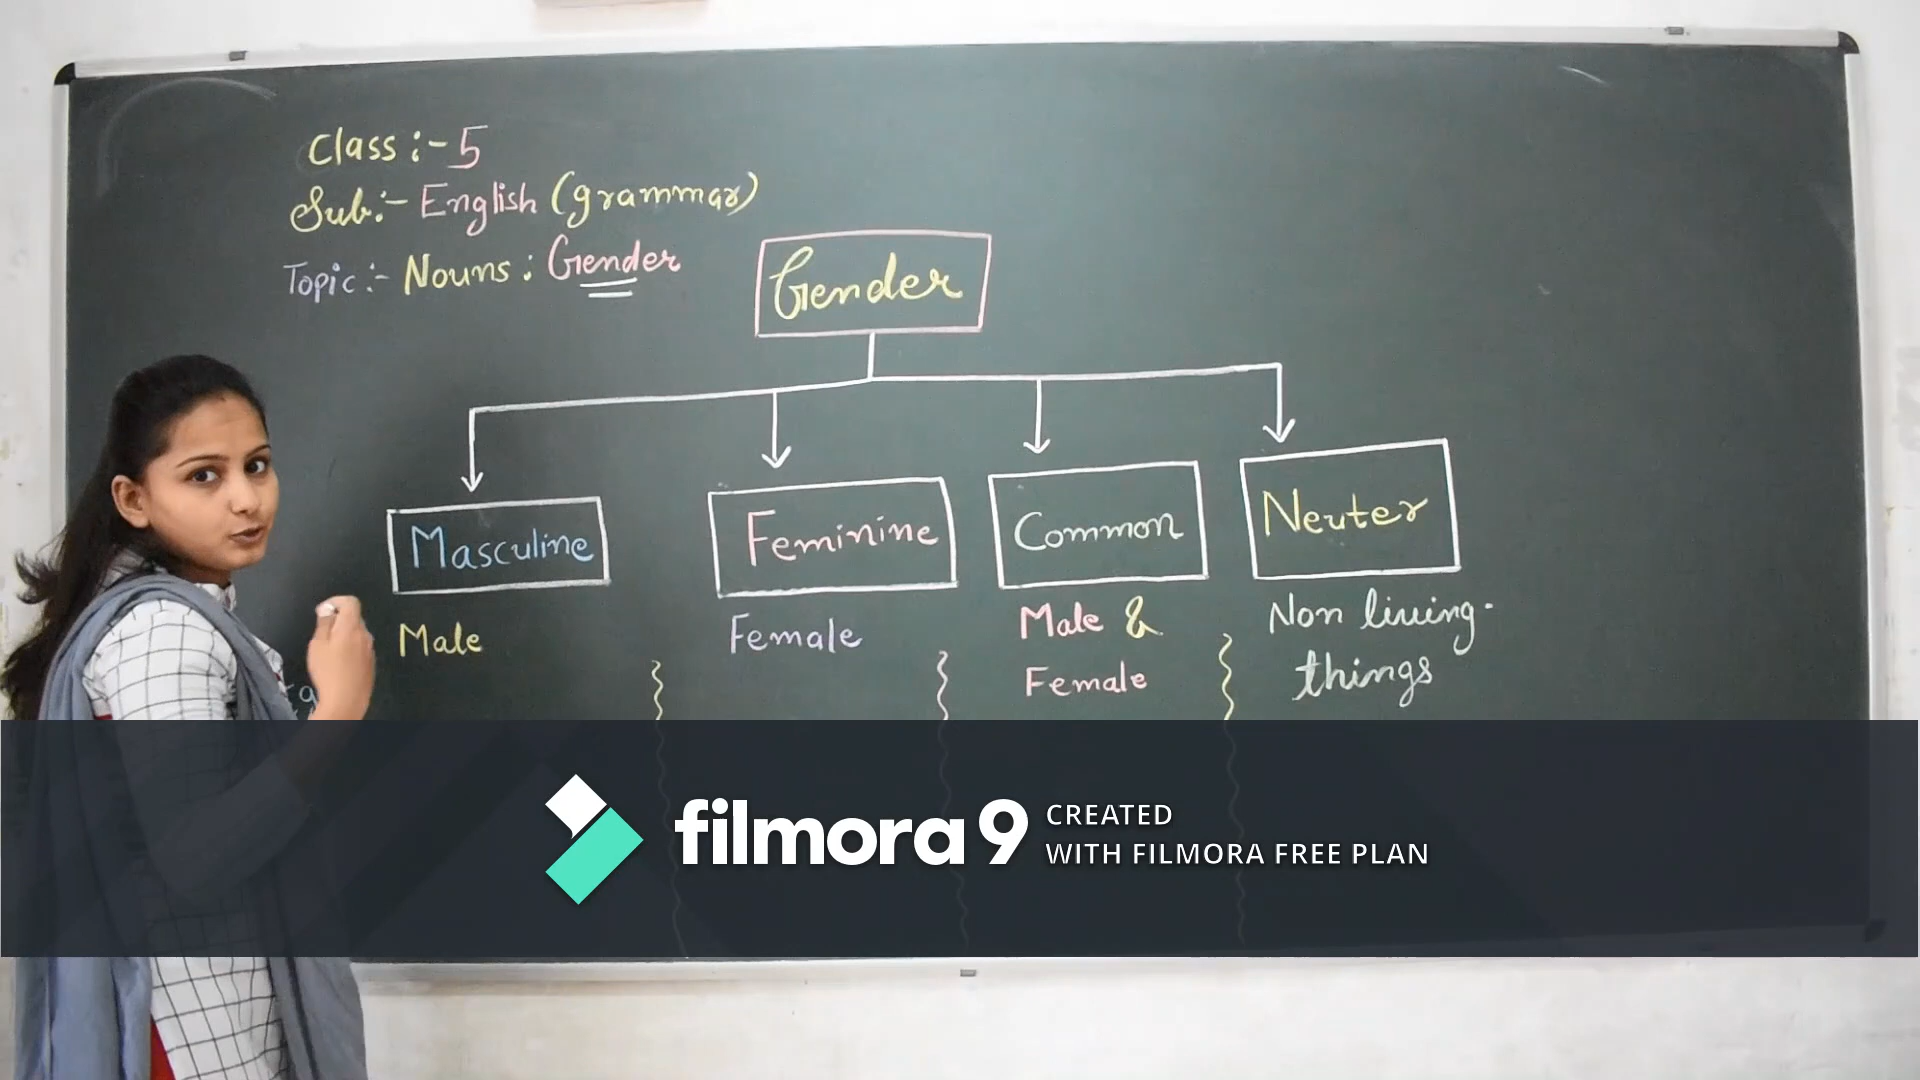 Class :- 5
Sub:- English (grammar)
Topic:- Nouns : Gender
Gender
Masculine
Feminine
Common
Neuter
Male
Female
Male &
Female
Non living
things
filmora 9
CREATED
WITH FILMORA FREE PLAN